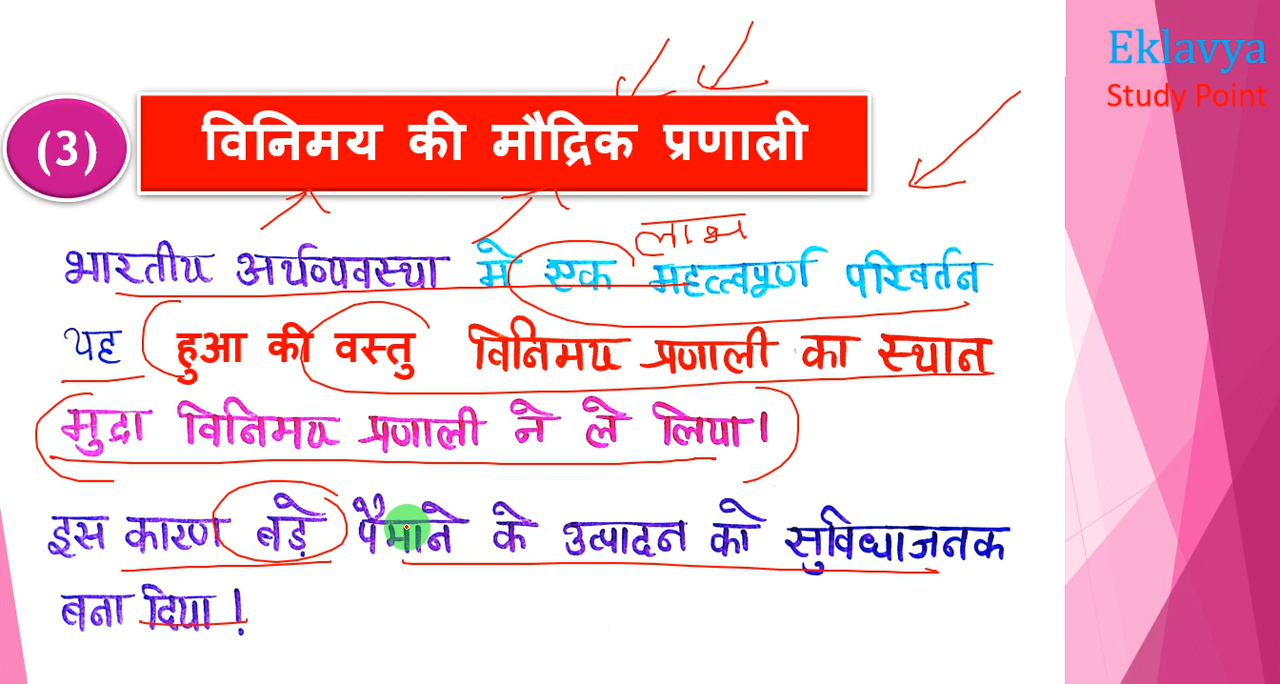 Eklavya
Study Point
(3)
विनिमय की मौद्रिक प्रणाली
लाभ
भारतीय अर्थव्यवस्था मे एक महत्त्वपूर्ण परिवर्तन
यह हुआ की वस्तु विनिमय प्रणाली का स्थान
मुद्रा विनिमय प्रणाली ने ले लिया।
इस कारण बड़े पैमाने के उत्पादन को सुविधाजनक
बना दिया!